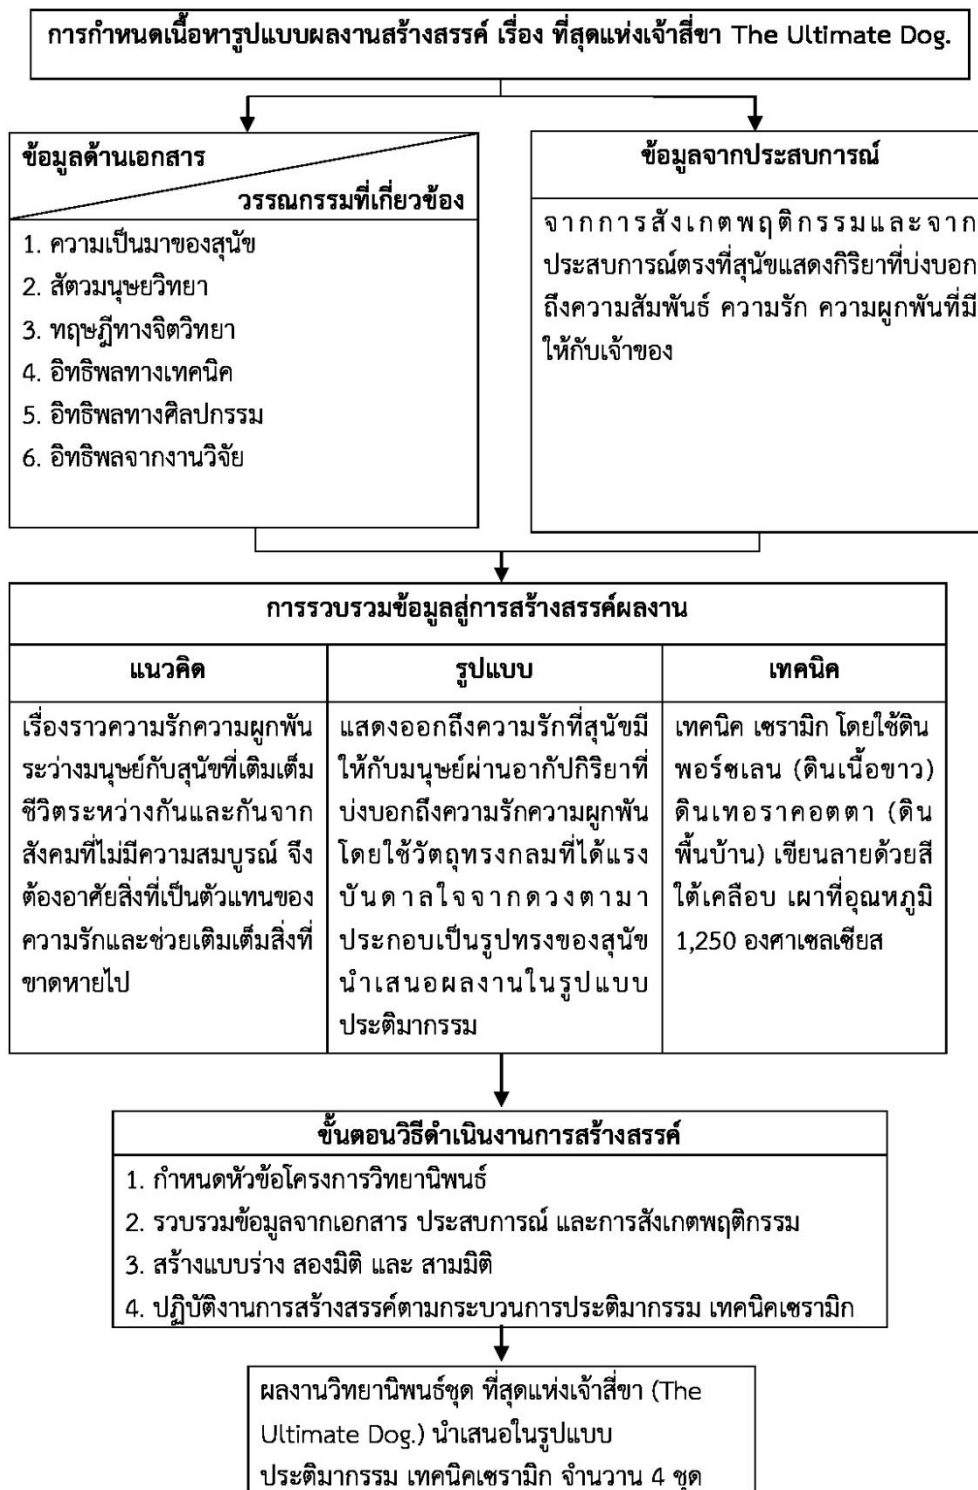 การกำหนดเนื้อหารูปแบบผลงานสร้างสรรค์ เรื่อง ที่สุดแห่งเจ้าสี่ขา The Ultimate Dog.
ข้อมูลด้านเอกสาร
วรรณกรรมที่เกี่ยวข้อง
1. ความเป็นมาของสุนัข
2. สัตวมนุษยวิทยา
3. ทฤษฎีทางจิตวิทยา
4. อิทธิพลทางเทคนิค
5. อิทธิพลทางศิลปกรรม
6. อิทธิพลจากงานวิจัย
ข้อมูลจากประสบการณ์
จากการสังเกตพฤติกรรมและจาก
ประสบการณ์ตรงที่สุนัขแสดงกิริยาที่บ่งบอก
ถึงความสัมพันธ์ ความรัก ความผูกพันที่มี
ให้กับเจ้าของ
การรวบรวมข้อมูลสู่การสร้างสรรค์ผลงาน
แนวคิด
เรื่องราวความรักความผูกพัน
ระว่างมนุษย์กับสุนัขที่เติมเต็ม
ชีวิตระหว่างกันและกันจาก
สังคมที่ไม่มีความสมบูรณ์ จึง
ต้องอาศัยสิ่งที่เป็นตัวแทนของ
ความรักและช่วยเติมเต็มสิ่งที่
ขาดหายไป
รูปแบบ
แสดงออกถึงความรักที่สุนัขมี
ให้กับมนุษย์ผ่านอากัปกิริยาที่
บ่งบอกถึงความรักความผูกพัน
โดยใช้วัตถุทรงกลมที่ได้แรง
บันดาลใจจากดวงตามา
ประกอบเป็นรูปทรงของสุนัข
นำเสนอผลงานในรูปแบบ
ประติมากรรม
เทคนิค
เทคนิค เซรามิก โดยใช้ดิน
พอร์ซเลน (ดินเนื้อขาว)
ดินเทอราคอตตา (ดิน
พื้นบ้าน) เขียนลายด้วยสี
ใต้เคลือบ เผาที่อุณหภูมิ
1,250 องศาเซลเซียส
ขั้นตอนวิธีดำเนินงานการสร้างสรรค์
1. กำหนดหัวข้อโครงการวิทยานิพนธ์
2. รวบรวมข้อมูลจากเอกสาร ประสบการณ์ และการสังเกตพฤติกรรม
3. สร้างแบบร่าง สองมิติ และ สามมิติ
4. ปฏิบัติงานการสร้างสรรค์ตามกระบวนการประติมากรรม เทคนิคเซรามิก
ผลงานวิทยานิพนธ์ชุด ที่สุดแห่งเจ้าสี่ขา (The
Ultimate Dog.) นำเสนอในรูปแบบ
ประติมากรรม เทคนิคเซรามิก จำนวาน 4 ชุด